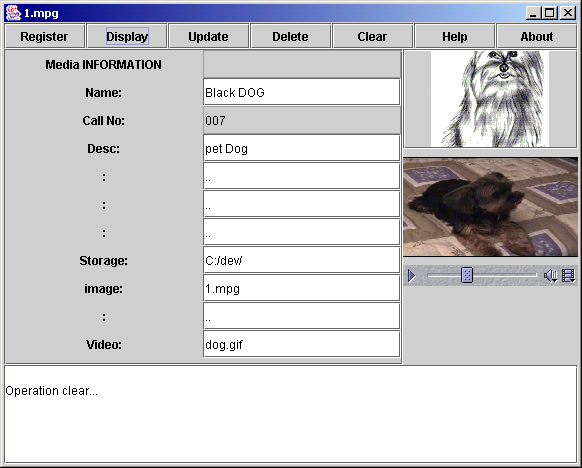 1.mpg
Register Display Update Delete Clear Help About
Media INFORMATION
Name: Black DOG
Call No: 007
Desc: pet Dog
: ..
: ..
: ..
Storage: C:/dev/
image: 1.mpg
: ..
Video: dog.gif
Operation clear...